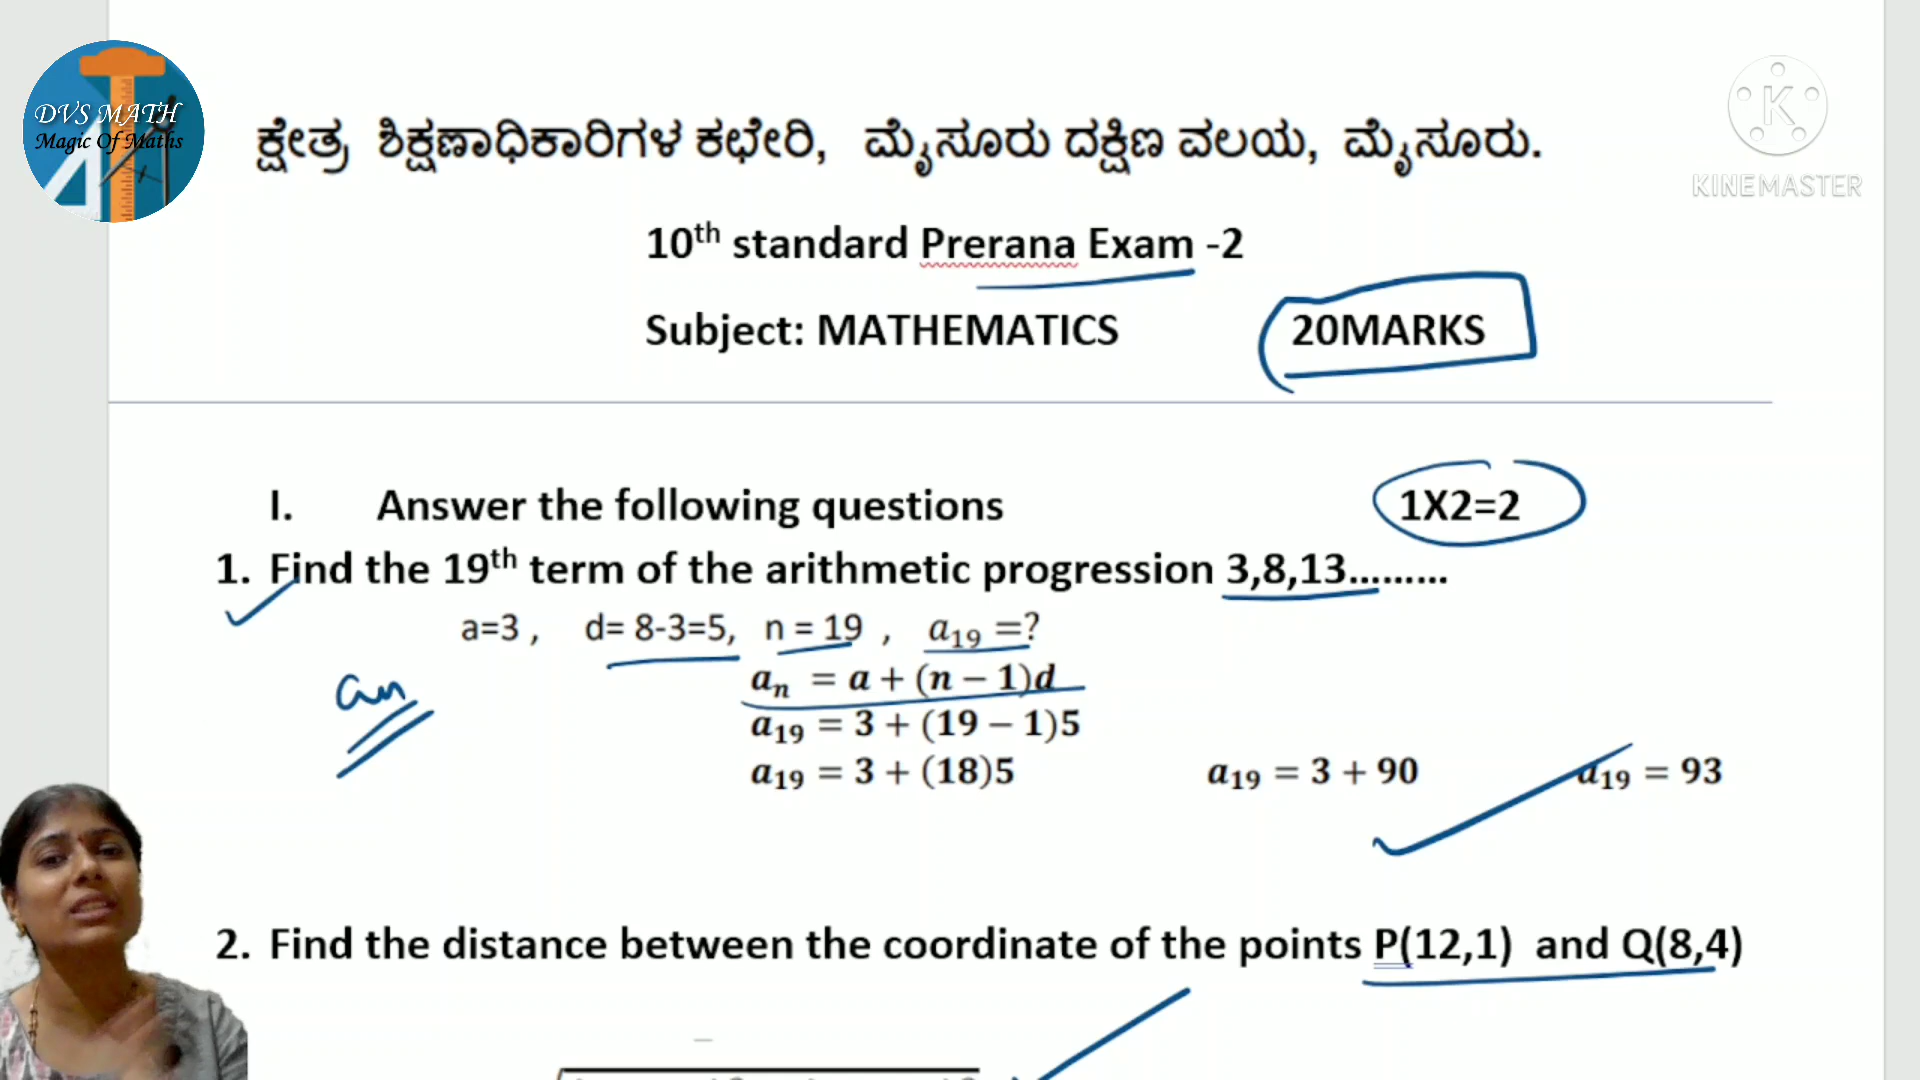 DVS MATH
Magic Of Maths
KINEMASTER
ಕ್ಷೇತ್ರ ಶಿಕ್ಷಣಾಧಿಕಾರಿಗಳ ಕಛೇರಿ, ಮೈಸೂರು ದಕ್ಷಿಣ ವಲಯ, ಮೈಸೂರು.
10th standard Prerana Exam -2
Subject: MATHEMATICS 20MARKS
I. Answer the following questions 1X2=2
1. Find the 19th term of the arithmetic progression 3,8,13.........
a=3 , d= 8-3=5, n = 19 , a₁₉ =?
an
aₙ = a + (n − 1)d
a₁₉ = 3 + (19 − 1)5
a₁₉ = 3 + (18)5 a₁₉ = 3 + 90 a₁₉ = 93
2. Find the distance between the coordinate of the points P(12,1) and Q(8,4)